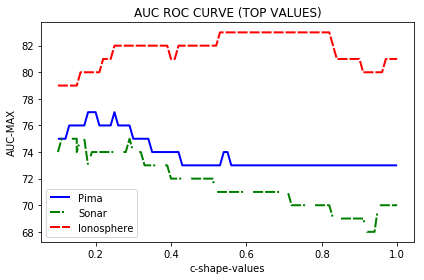 AUC ROC CURVE (TOP VALUES)
AUC-MAX
82
80
78
76
74
72
70
68
Pima
Sonar
Ionosphere
0.2 0.4 0.6 0.8 1.0
c-shape-values